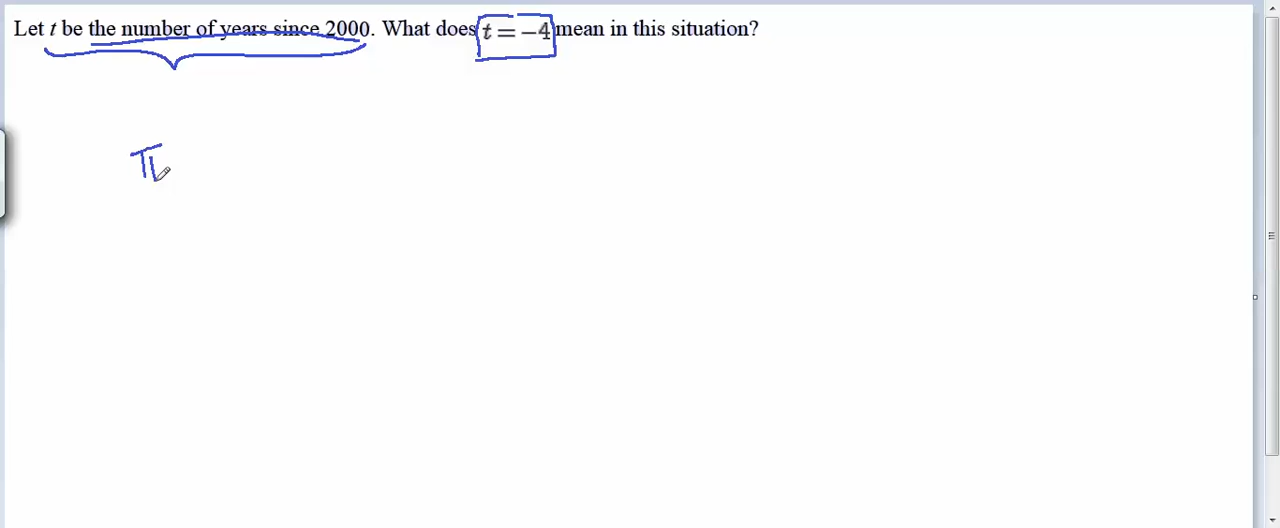 Let t be the number of years since 2000. What does t = −4 mean in this situation?